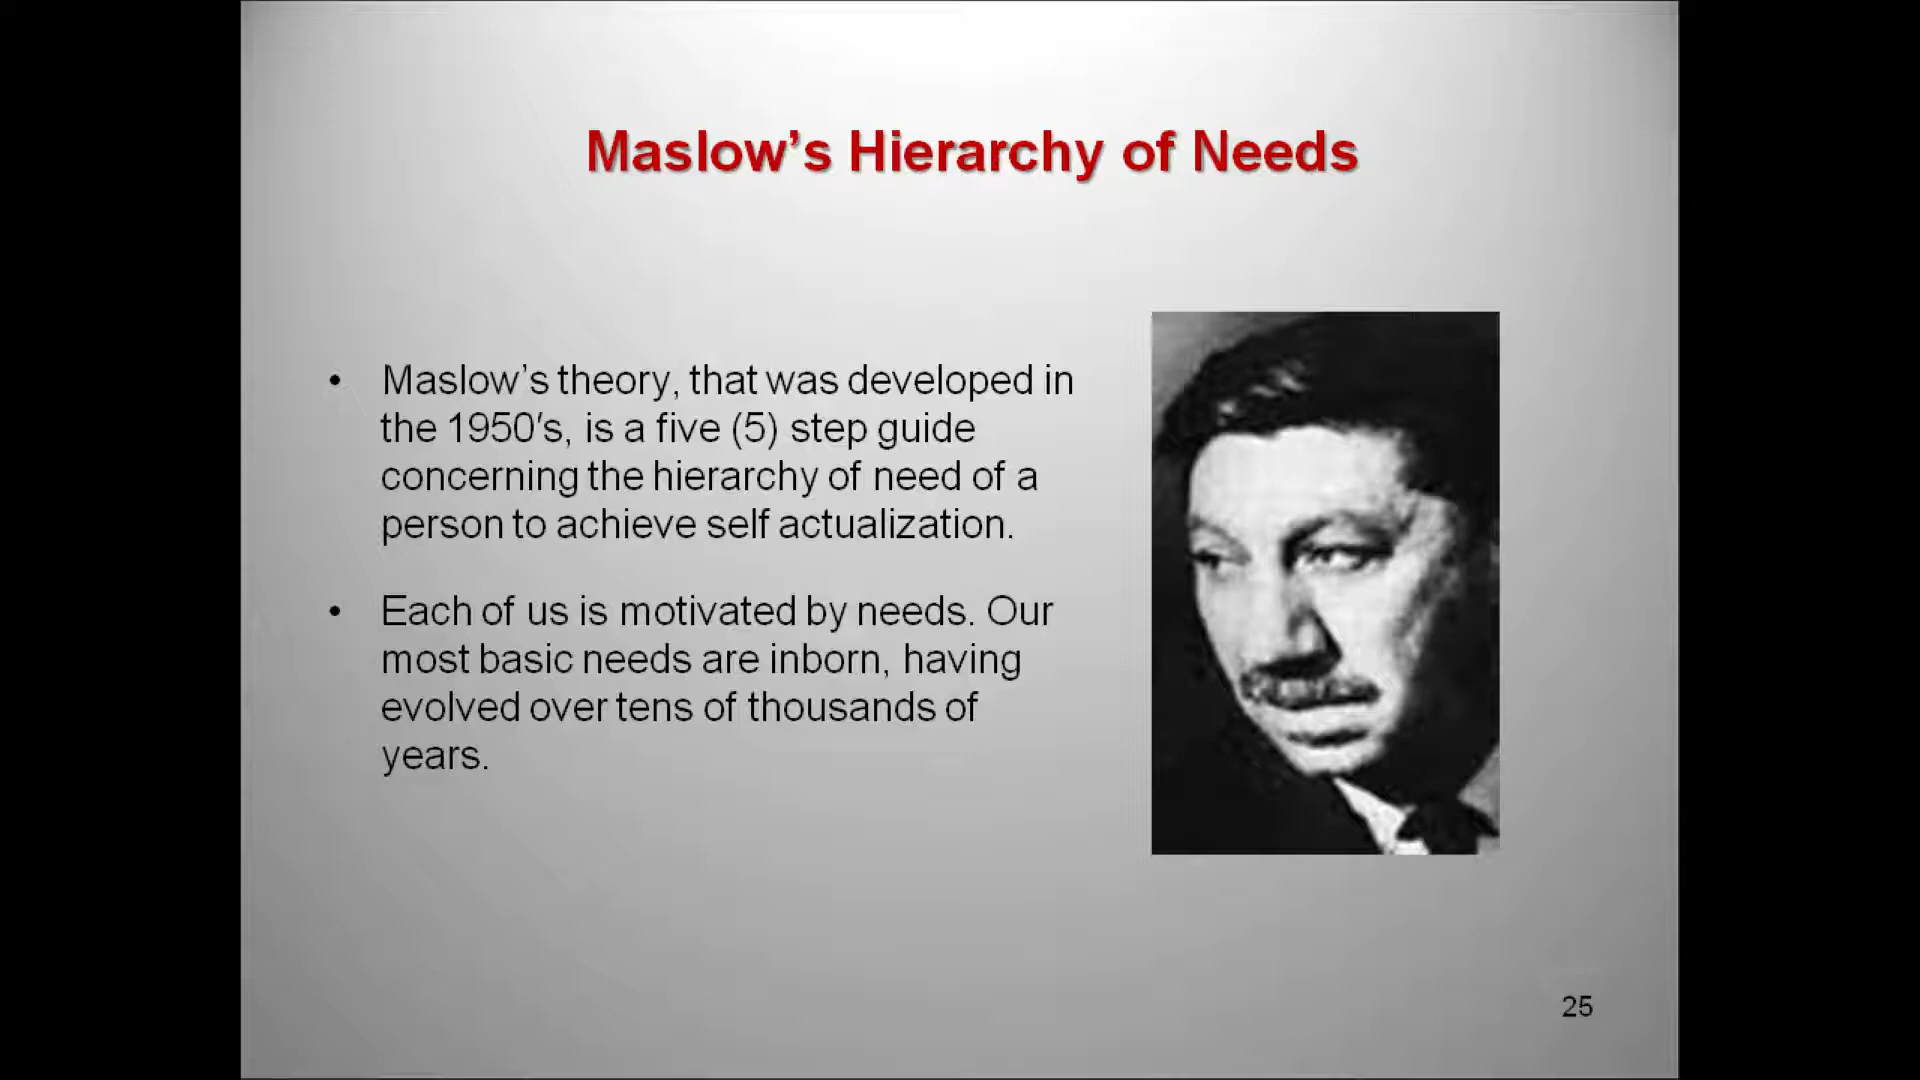 Maslow’s Hierarchy of Needs
• Maslow’s theory, that was developed in
the 1950′s, is a five (5) step guide
concerning the hierarchy of need of a
person to achieve self actualization.
• Each of us is motivated by needs. Our
most basic needs are inborn, having
evolved over tens of thousands of
years.
25